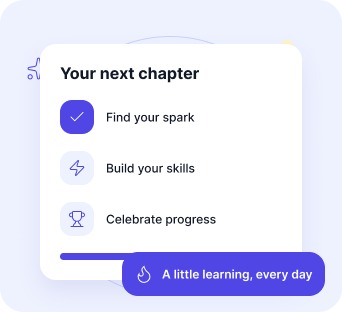 Your next chapter
Find your spark
Build your skills
Celebrate progress
A little learning, every day